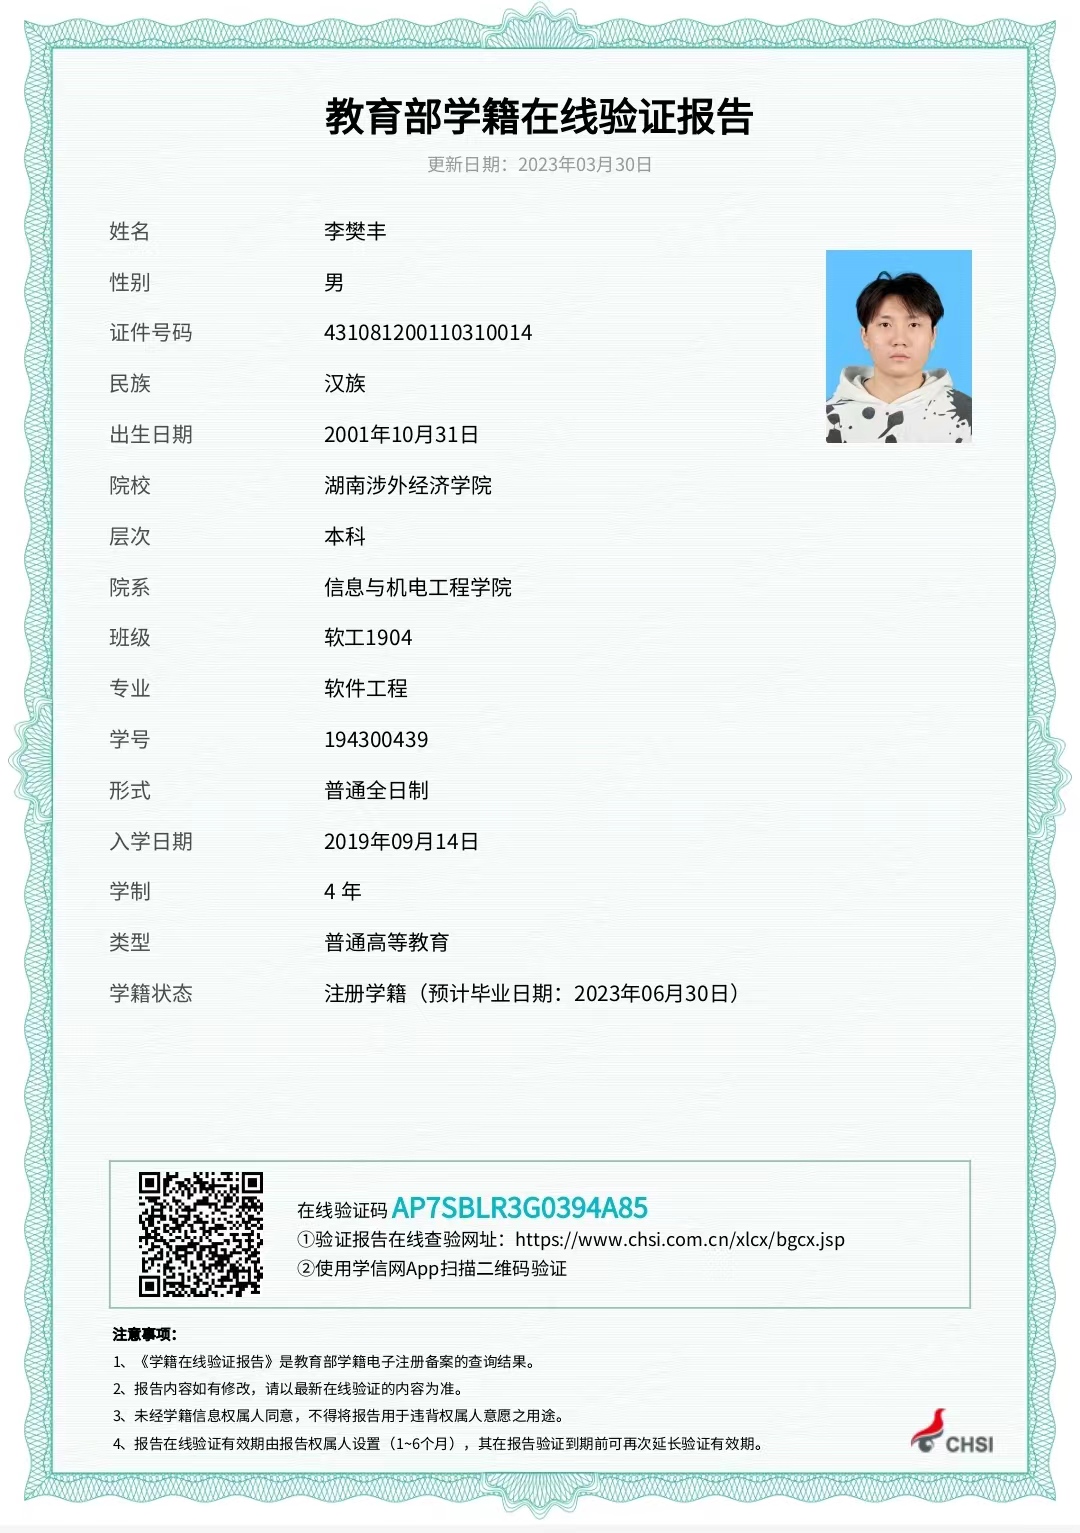 教育部学籍在线验证报告
更新日期：2023年03月30日
姓名 李樊丰
性别 男
证件号码 431081200110310014
民族 汉族
出生日期 2001年10月31日
院校 湖南涉外经济学院
层次 本科
院系 信息与机电工程学院
班级 软工1904
专业 软件工程
学号 194300439
形式 普通全日制
入学日期 2019年09月14日
学制 4 年
类型 普通高等教育
学籍状态 注册学籍（预计毕业日期：2023年06月30日）
在线验证码 AP7SBLR3G0394A85
①验证报告在线查验网址：https://www.chsi.com.cn/xlcx/bgcx.jsp
②使用学信网App扫描二维码验证
注意事项：
1、《学籍在线验证报告》是教育部学籍电子注册备案的查询结果。
2、报告内容如有修改，请以最新在线验证的内容为准。
3、未经学籍信息权属人同意，不得将报告用于违背权属人意愿之用途。
4、报告在线验证有效期由报告权属人设置（1~6个月），其在报告验证到期前可再次延长验证有效期。
CHSI